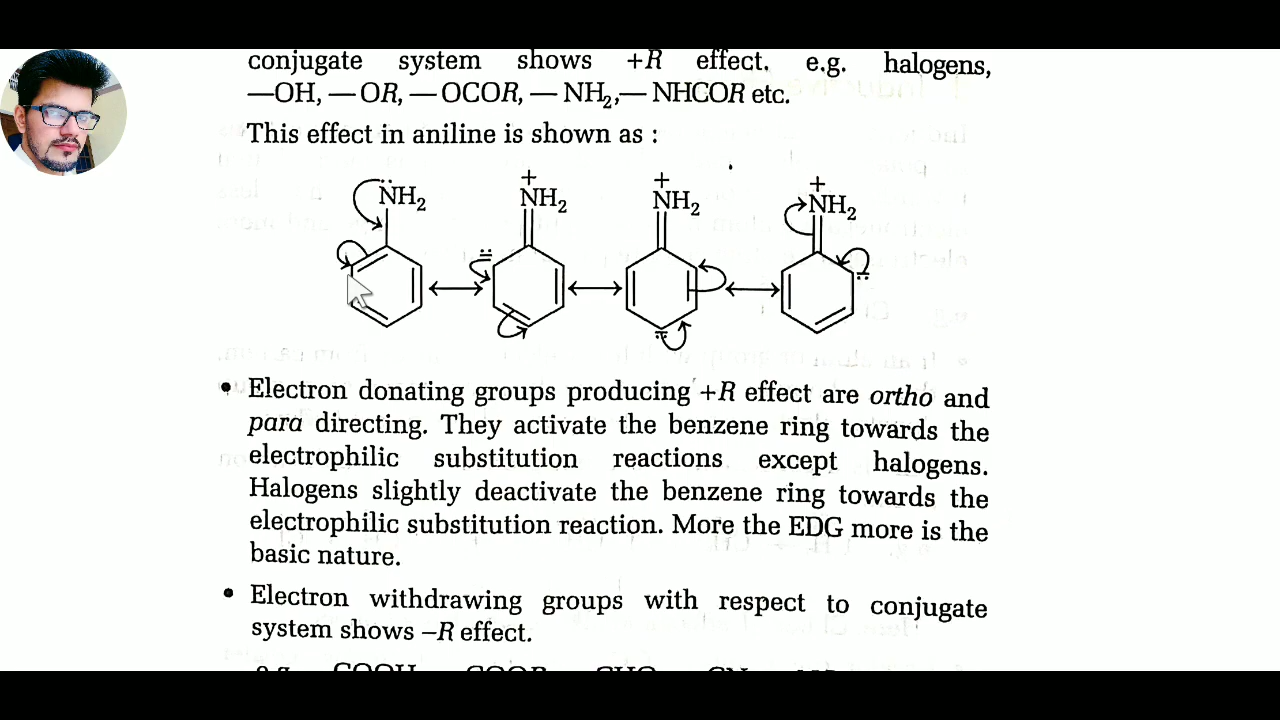 conjugate system shows +R effect. e.g. halogens,
—OH, — OR, — OCOR, — NH₂,— NHCOR etc.
This effect in aniline is shown as :
N̈H₂
+
NH₂
+
NH₂
+
NH₂
• Electron donating groups producing +R effect are ortho and
para directing. They activate the benzene ring towards the
electrophilic substitution reactions except halogens.
Halogens slightly deactivate the benzene ring towards the
electrophilic substitution reaction. More the EDG more is the
basic nature.
• Electron withdrawing groups with respect to conjugate
system shows –R effect.